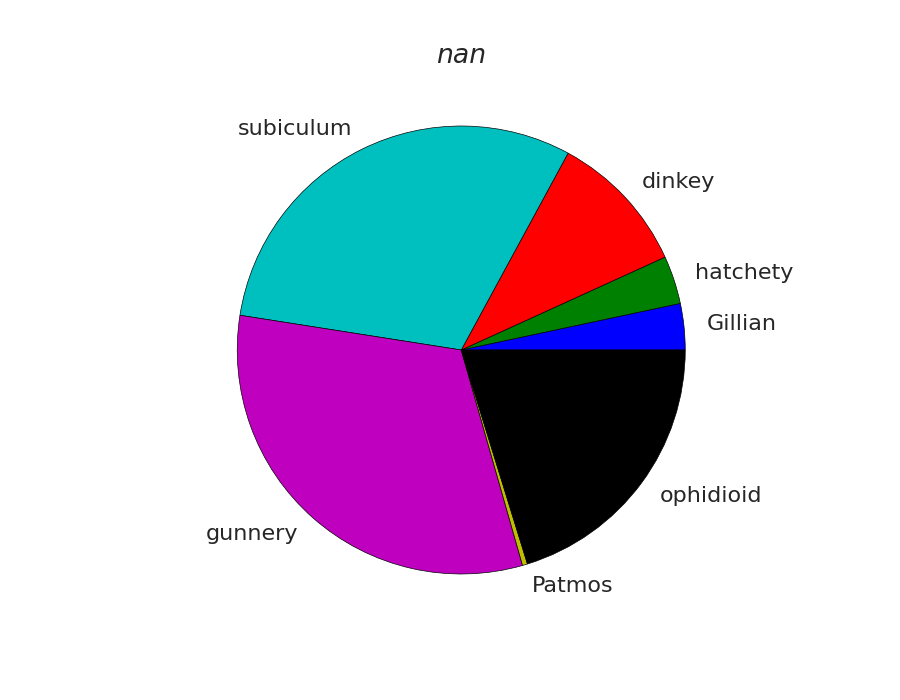 nan
subiculum
dinkey
hatchety
Gillian
ophidioid
gunnery
Patmos